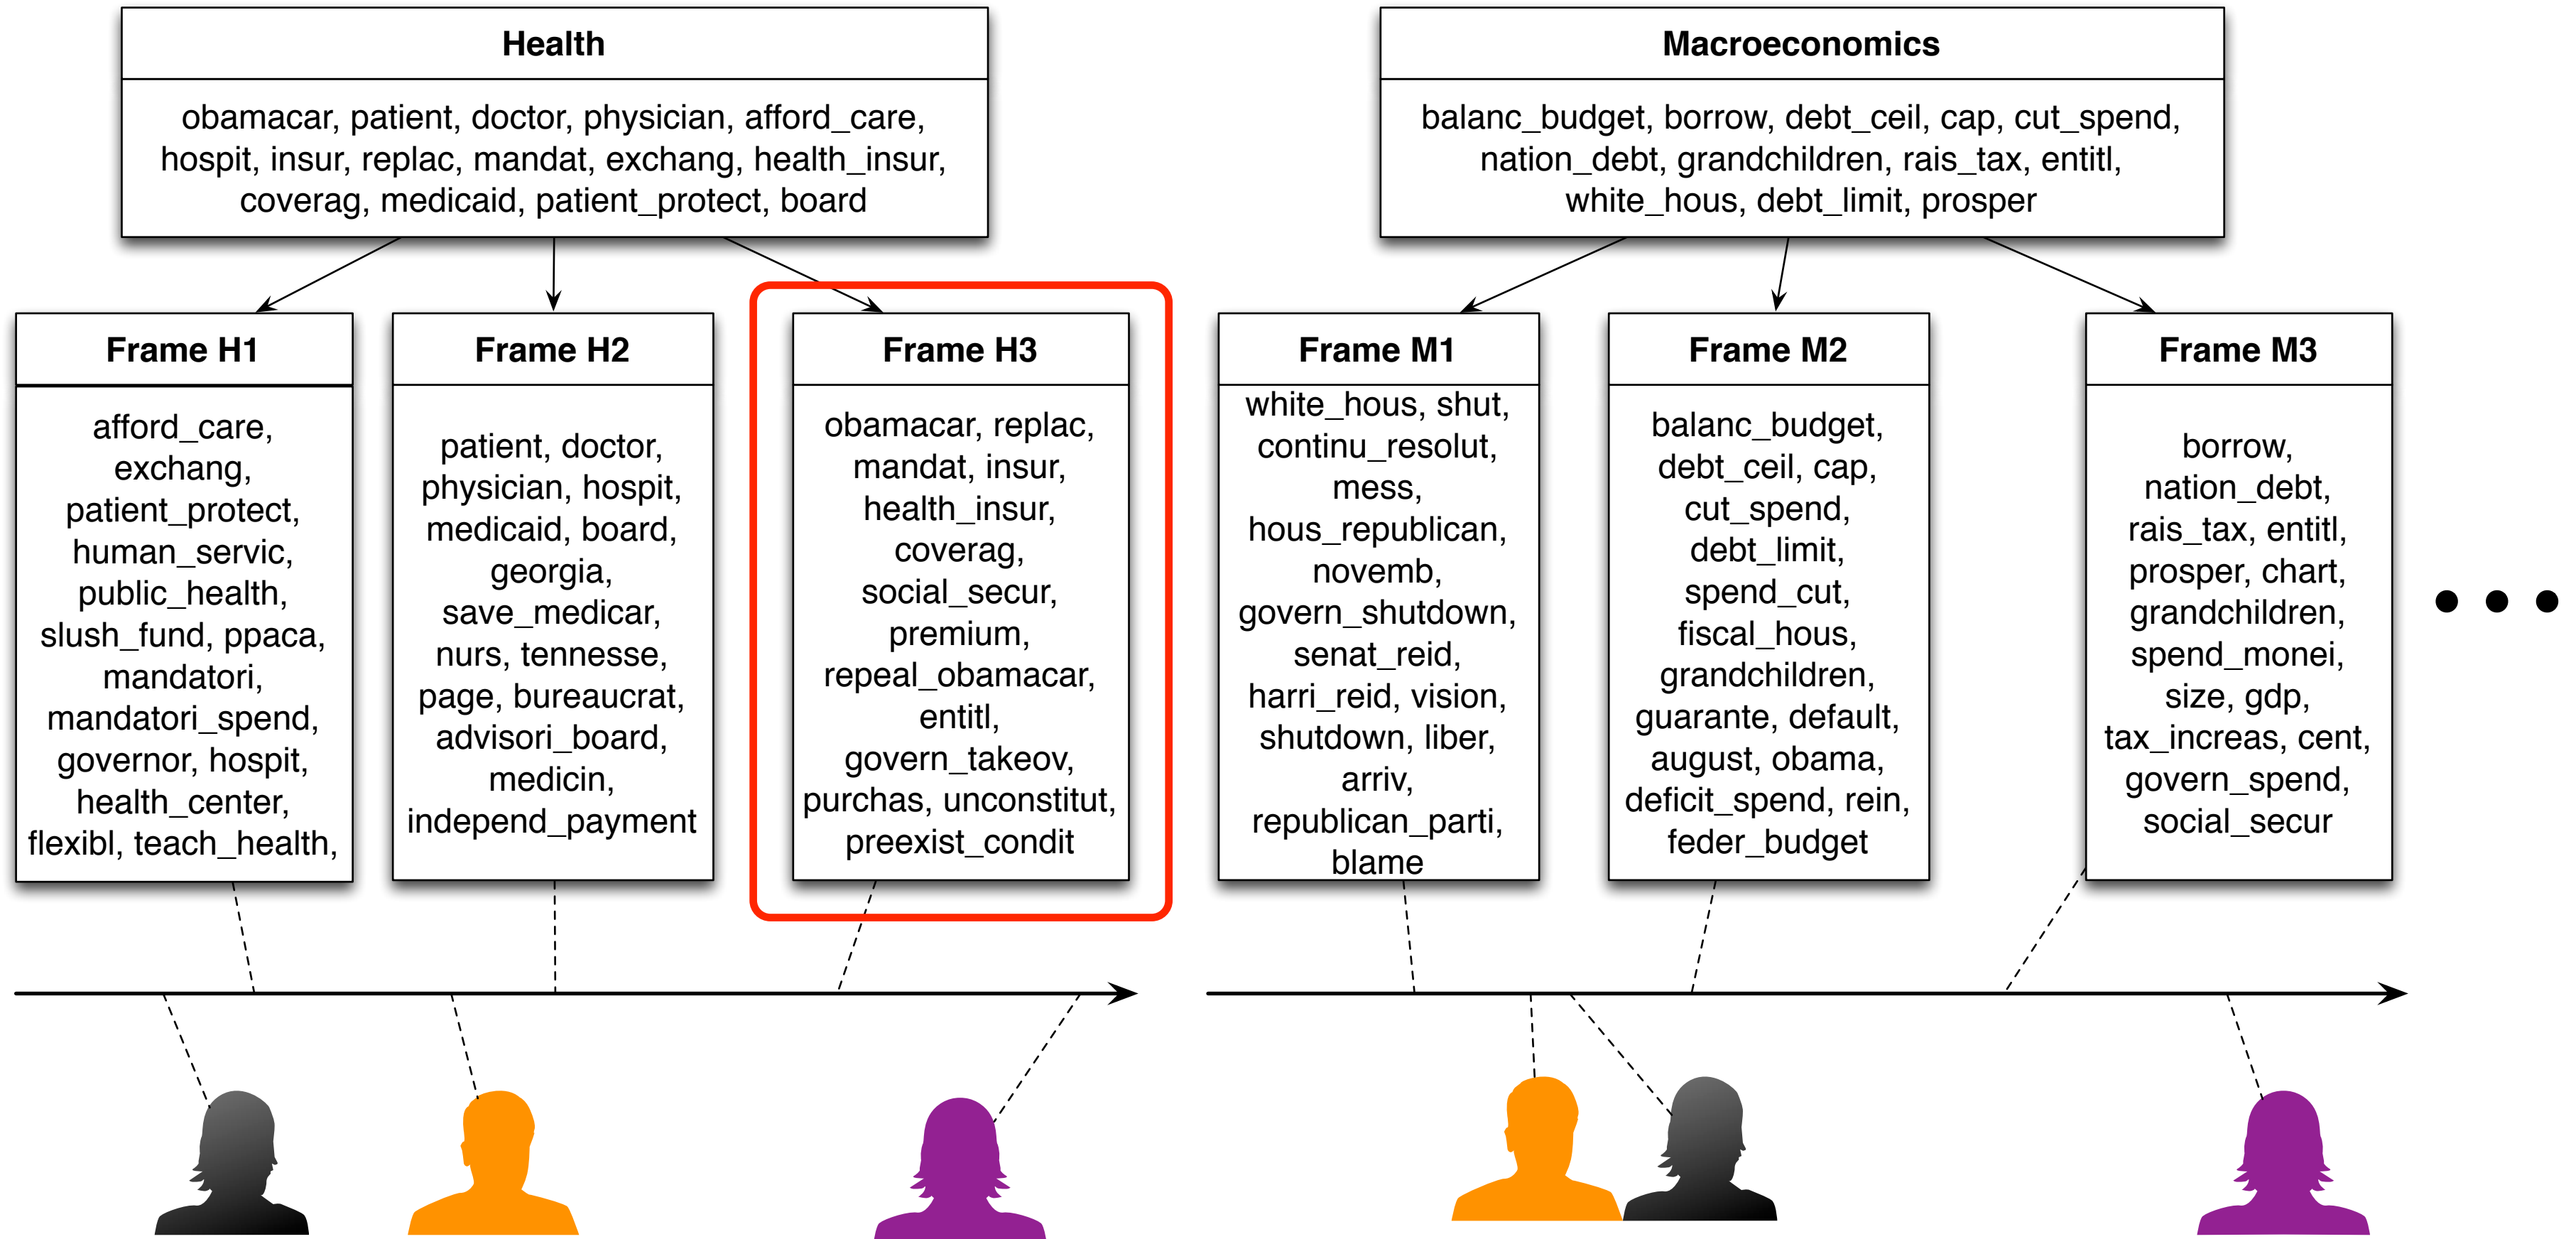 Health
obamacar, patient, doctor, physician, afford_care,
hospit, insur, replac, mandat, exchang, health_insur,
coverag, medicaid, patient_protect, board
Macroeconomics
balanc_budget, borrow, debt_ceil, cap, cut_spend,
nation_debt, grandchildren, rais_tax, entitl,
white_hous, debt_limit, prosper
Frame H1
afford_care,
exchang,
patient_protect,
human_servic,
public_health,
slush_fund, ppaca,
mandatori,
mandatori_spend,
governor, hospit,
health_center,
flexibl, teach_health,
Frame H2
patient, doctor,
physician, hospit,
medicaid, board,
georgia,
save_medicar,
nurs, tennesse,
page, bureaucrat,
advisori_board,
medicin,
independ_payment
Frame H3
obamacar, replac,
mandat, insur,
health_insur,
coverag,
social_secur,
premium,
repeal_obamacar,
entitl,
govern_takeov,
purchas, unconstitut,
preexist_condit
Frame M1
white_hous, shut,
continu_resolut,
mess,
hous_republican,
novemb,
govern_shutdown,
senat_reid,
harri_reid, vision,
shutdown, liber,
arriv,
republican_parti,
blame
Frame M2
balanc_budget,
debt_ceil, cap,
cut_spend,
debt_limit,
spend_cut,
fiscal_hous,
grandchildren,
guarante, default,
august, obama,
deficit_spend, rein,
feder_budget
Frame M3
borrow,
nation_debt,
rais_tax, entitl,
prosper, chart,
grandchildren,
spend_monei,
size, gdp,
tax_increas, cent,
govern_spend,
social_secur